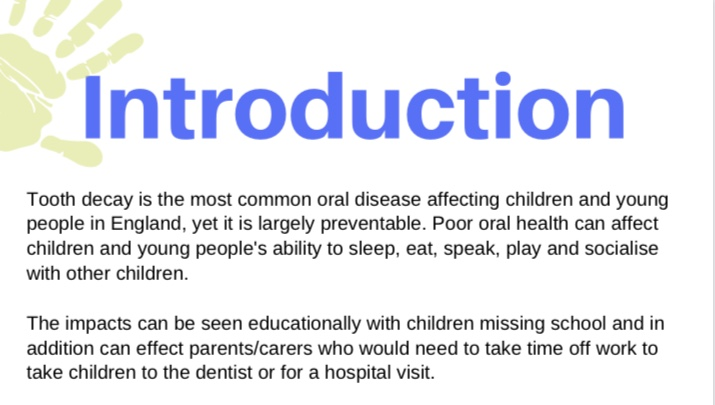 Introduction
Tooth decay is the most common oral disease affecting children and young
people in England, yet it is largely preventable. Poor oral health can affect
children and young people's ability to sleep, eat, speak, play and socialise
with other children.
The impacts can be seen educationally with children missing school and in
addition can effect parents/carers who would need to take time off work to
take children to the dentist or for a hospital visit.